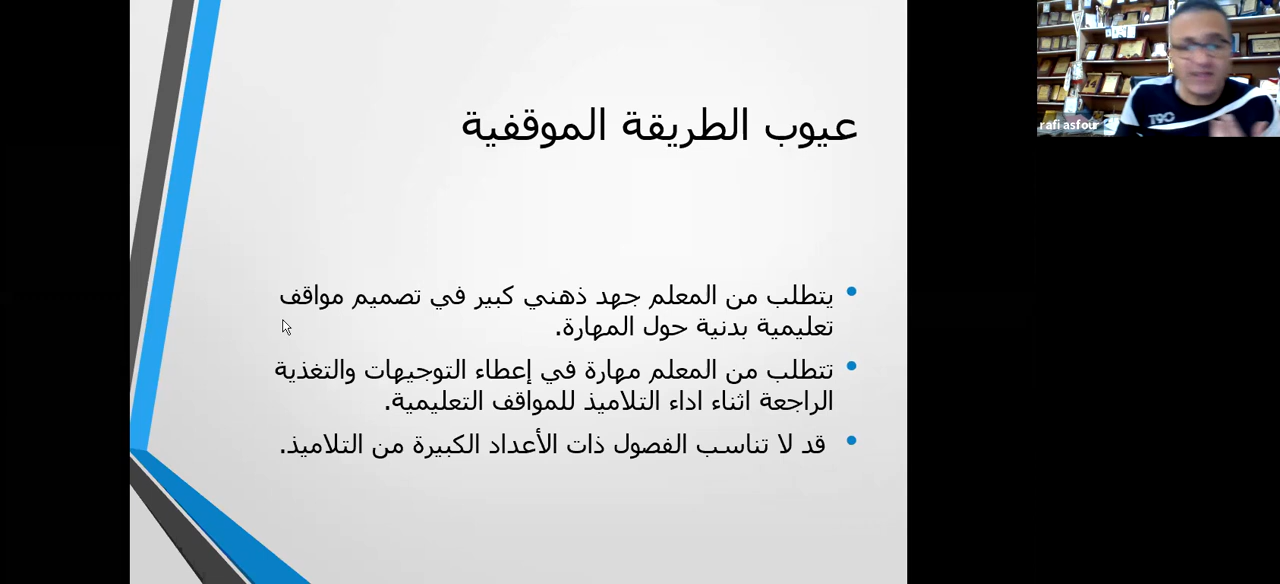 عيوب الطريقة الموقفية
يتطلب من المعلم جهد ذهني كبير في تصميم مواقف
تعليمية بدنية حول المهارة.
تتطلب من المعلم مهارة في إعطاء التوجيهات والتغذية
الراجعة اثناء اداء التلاميذ للمواقف التعليمية.
قد لا تناسب الفصول ذات الأعداد الكبيرة من التلاميذ.
rafi asfour
T90